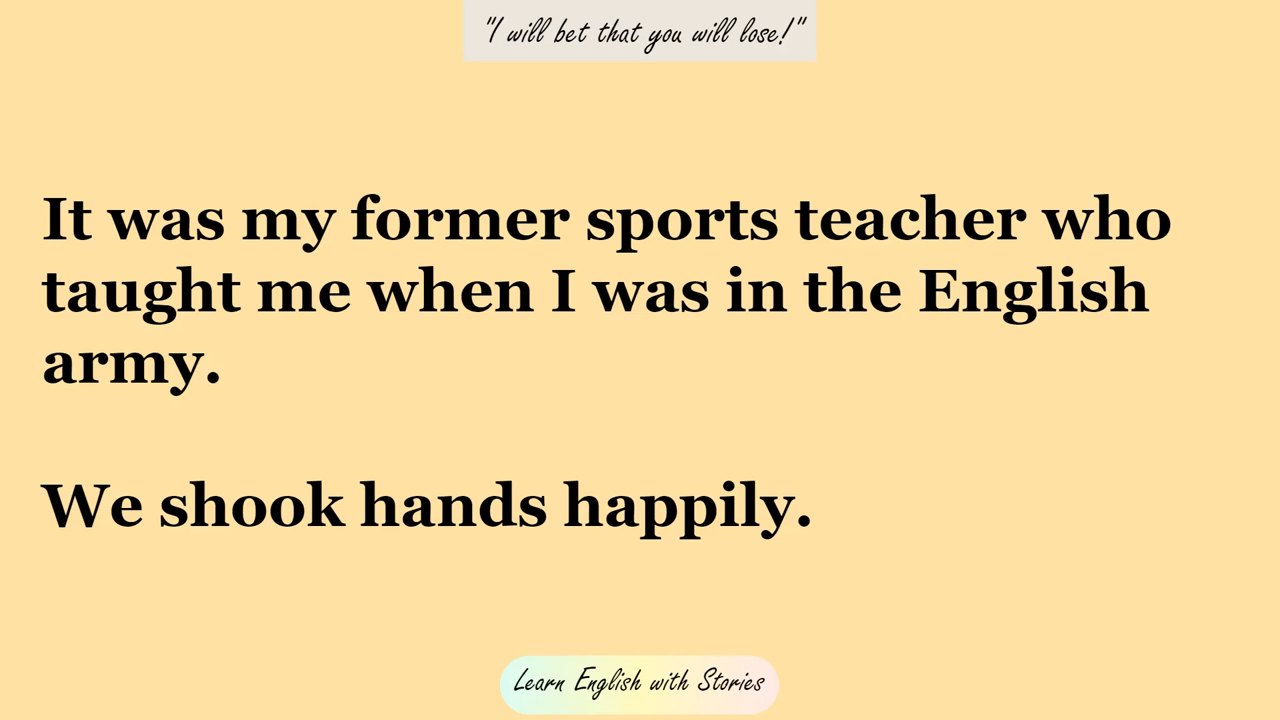 "I will bet that you will lose!"
It was my former sports teacher who
taught me when I was in the English
army.
We shook hands happily.
Learn English with Stories